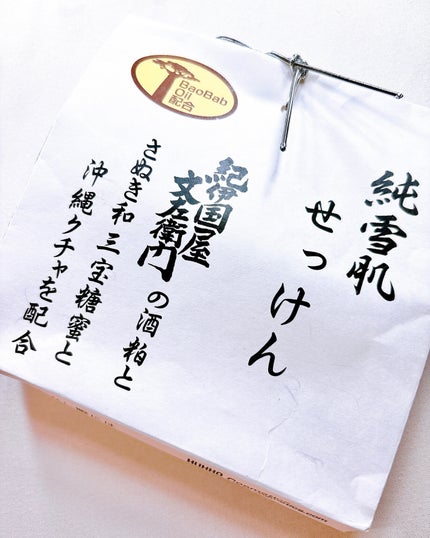 純雪肌
せっけん
紀伊国屋
文左衛門の酒粕と
さぬき和三宝糖蜜と
沖縄クチャを配合
BaoBab
Oil
配合